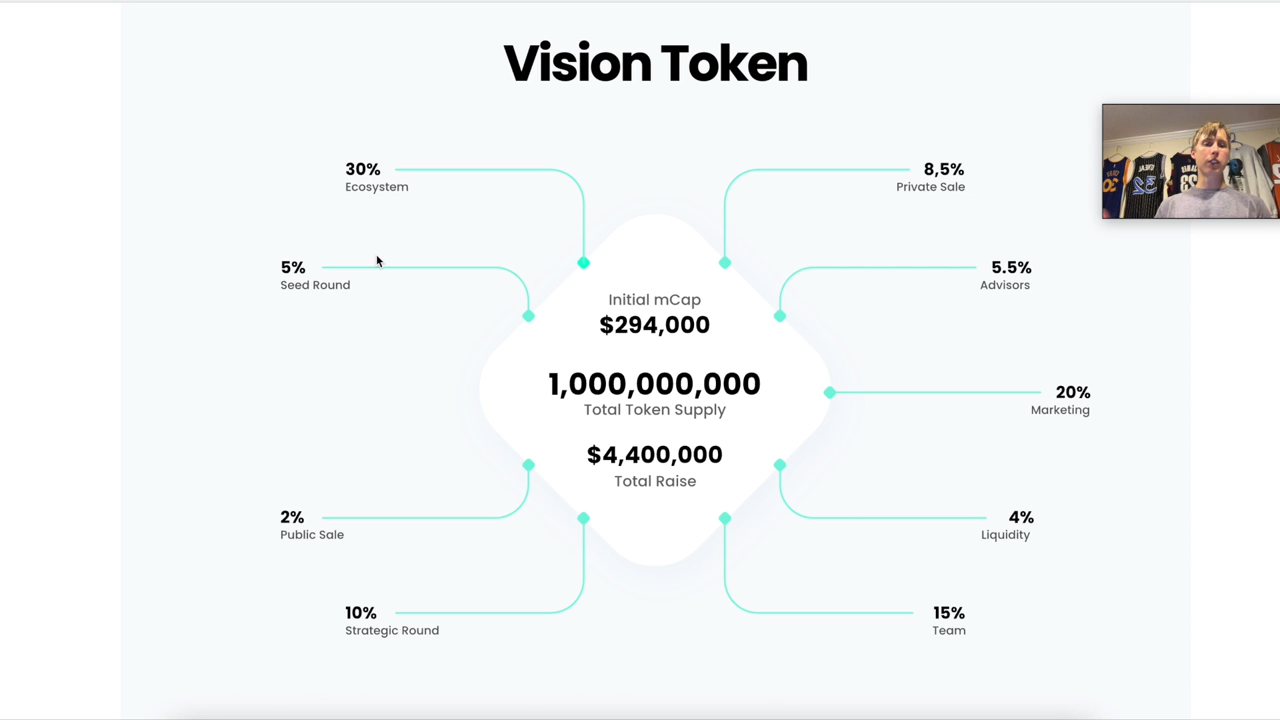 Vision Token
30%
Ecosystem
8,5%
Private Sale
5%
Seed Round
5.5%
Advisors
Initial mCap
$294,000
1,000,000,000
Total Token Supply
$4,400,000
Total Raise
20%
Marketing
2%
Public Sale
4%
Liquidity
10%
Strategic Round
15%
Team